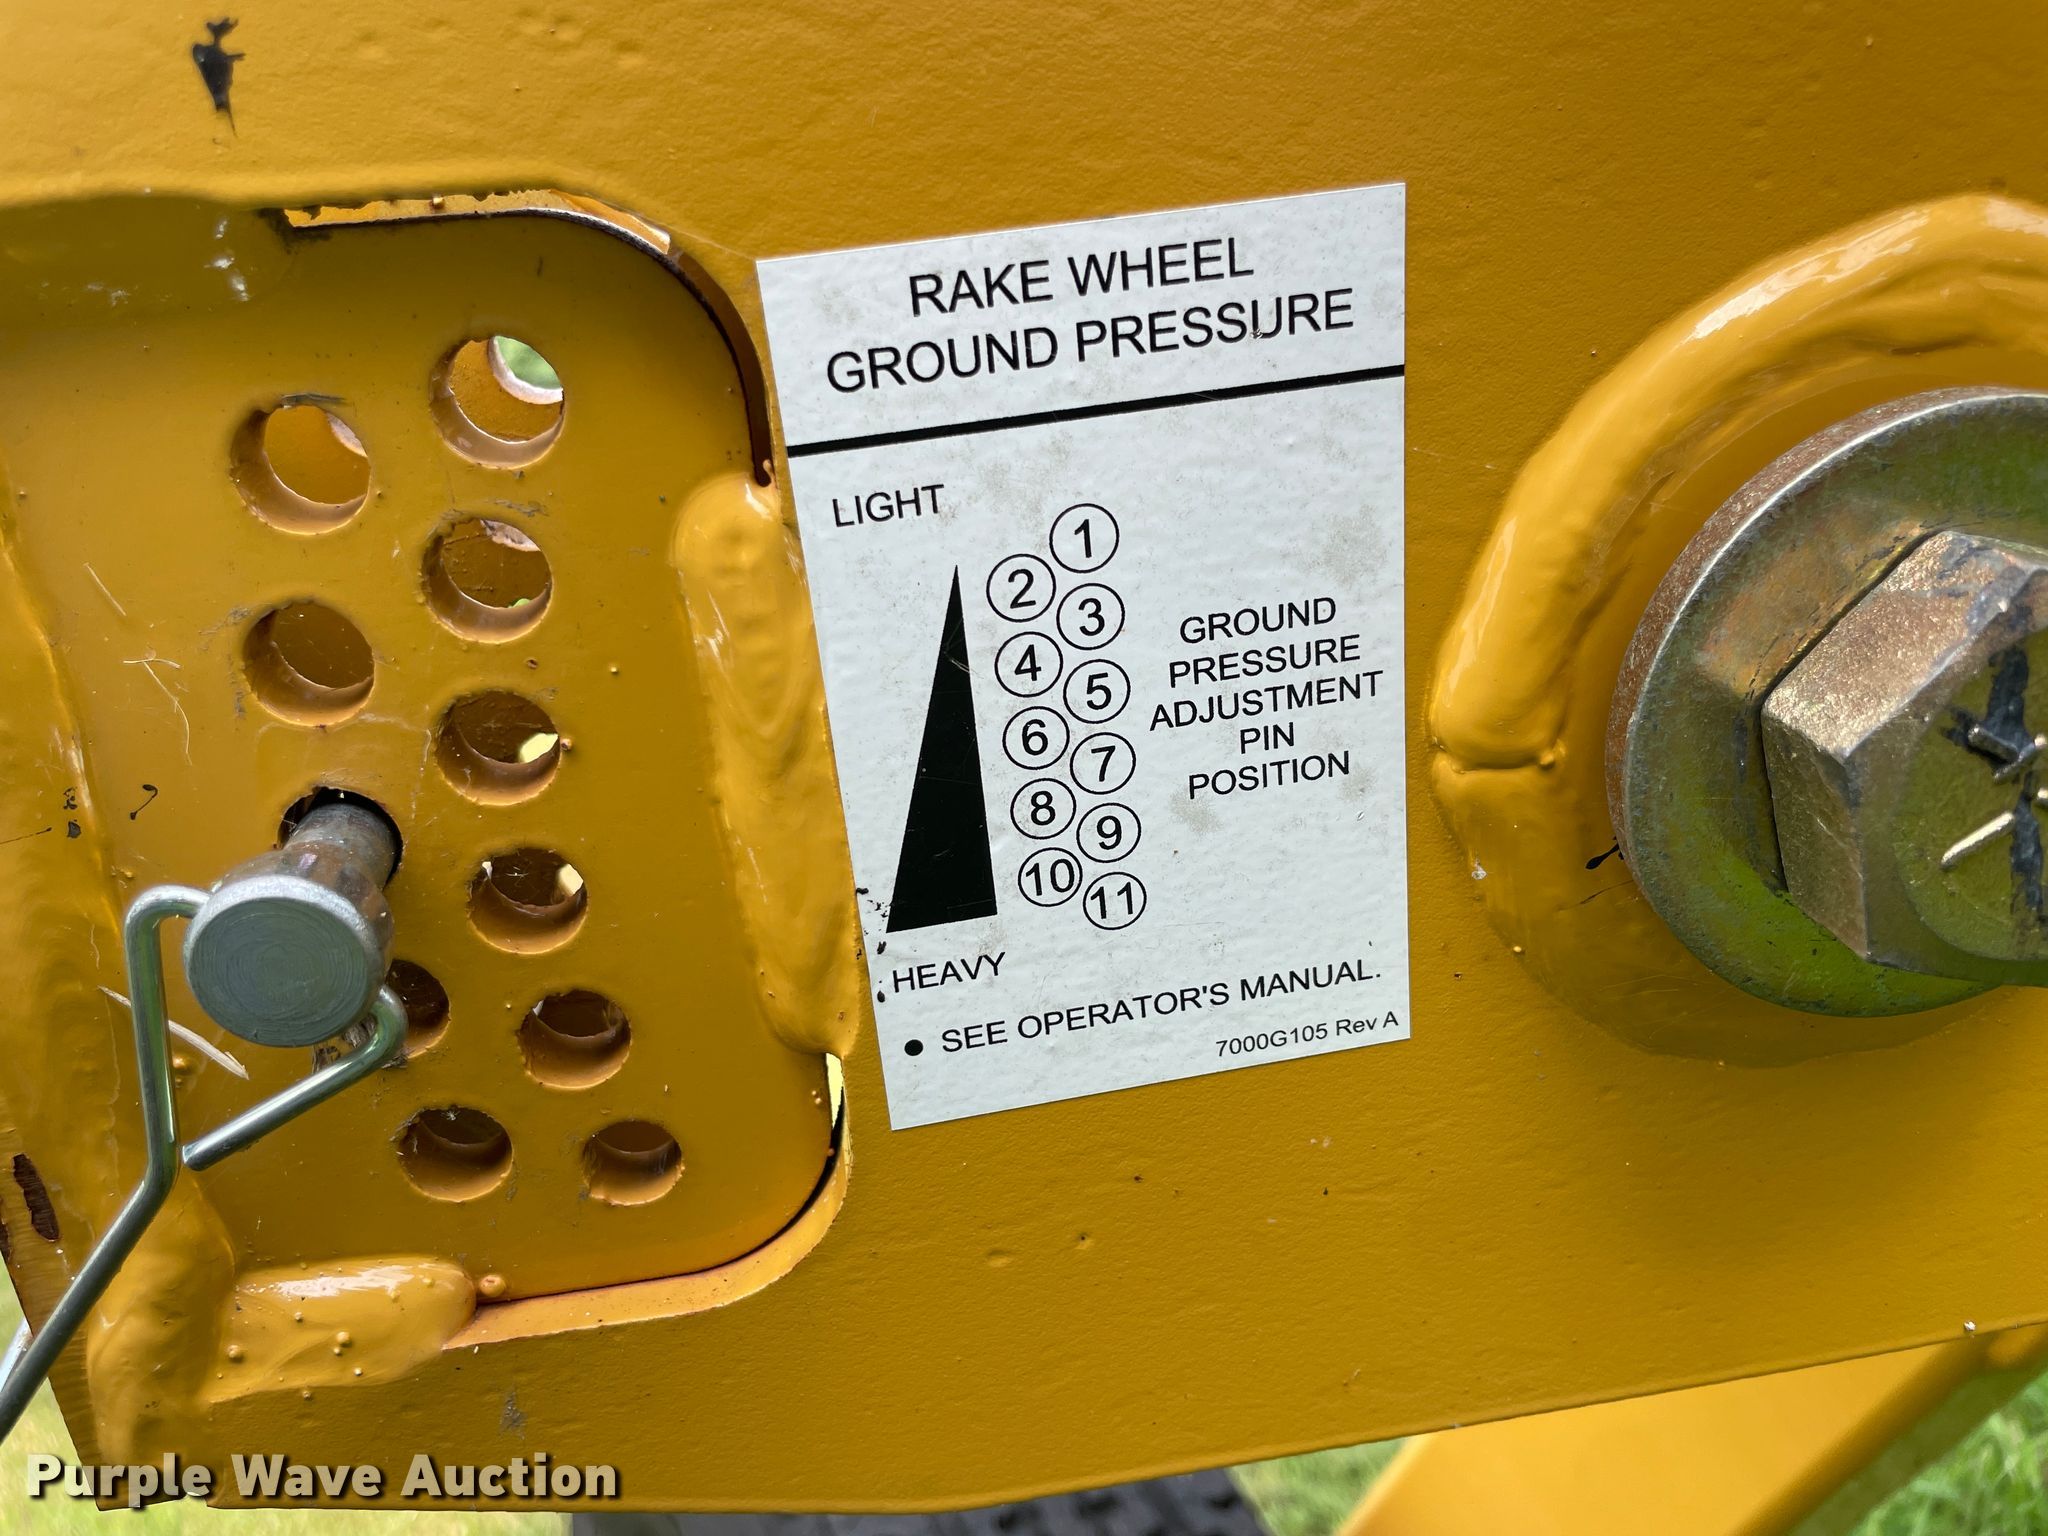 RAKE WHEEL
GROUND PRESSURE
LIGHT
1
2
3
4
5
6
7
8
9
10
11
GROUND
PRESSURE
ADJUSTMENT
PIN
POSITION
HEAVY
• SEE OPERATOR'S MANUAL.
7000G105 Rev A
Purple Wave Auction